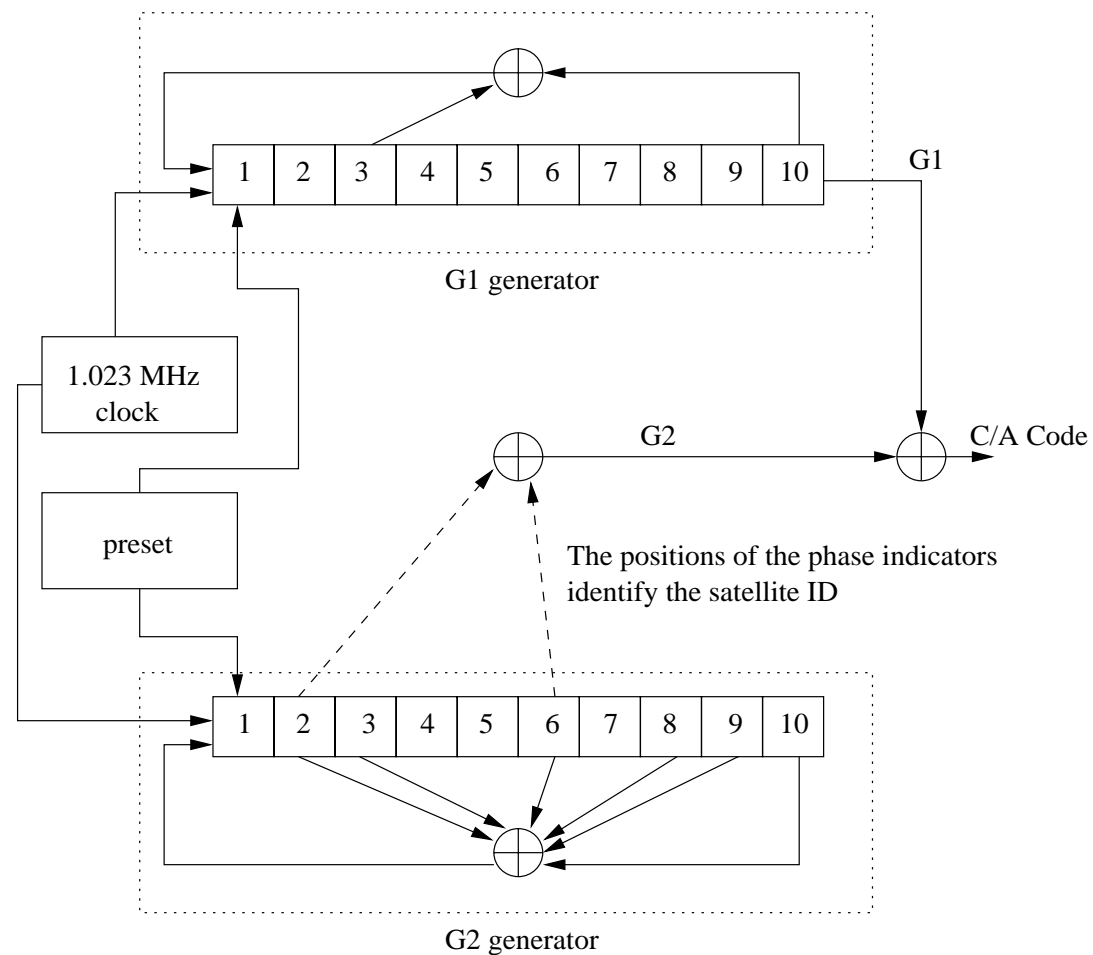 1 2 3 4 5 6 7 8 9 10
G1
G1 generator
1.023 MHz
clock
G2
C/A Code
preset
The positions of the phase indicators
identify the satellite ID
1 2 3 4 5 6 7 8 9 10
G2 generator